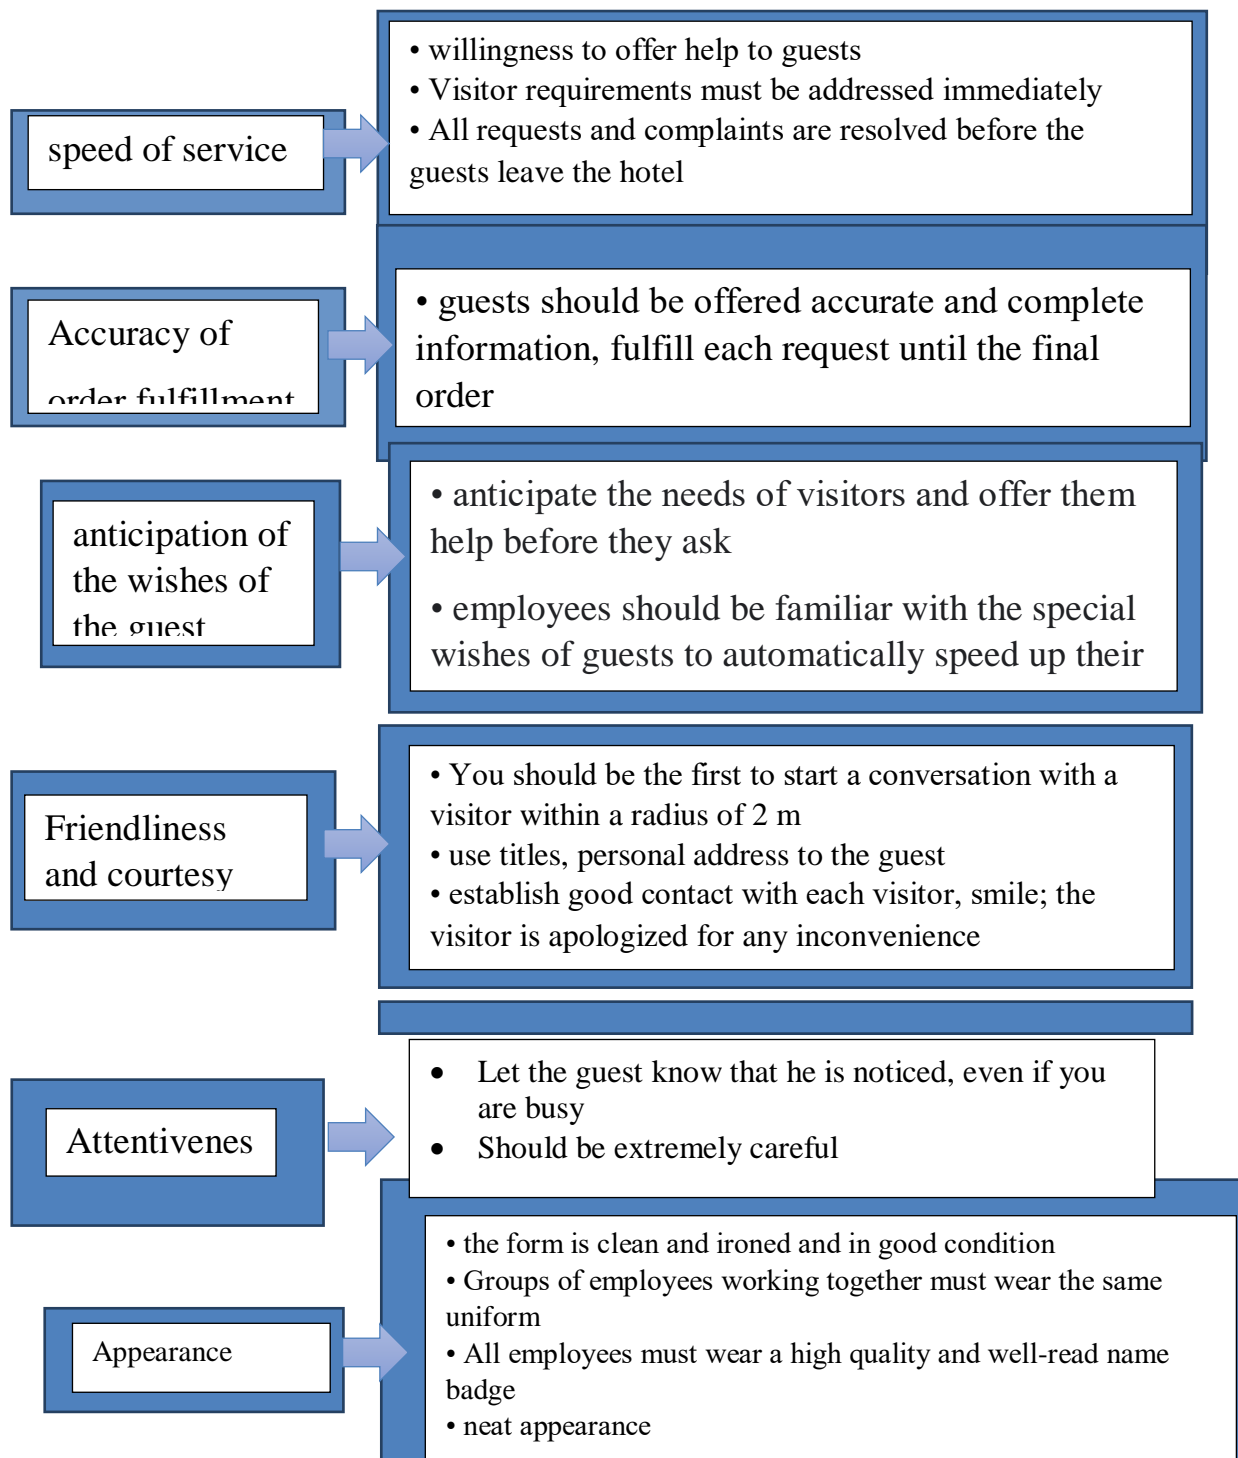 speed of service
• willingness to offer help to guests
• Visitor requirements must be addressed immediately
• All requests and complaints are resolved before the
guests leave the hotel
Accuracy of
order fulfillment
• guests should be offered accurate and complete
information, fulfill each request until the final
order
anticipation of
the wishes of
the guest
• anticipate the needs of visitors and offer them
help before they ask
• employees should be familiar with the special
wishes of guests to automatically speed up their
Friendliness
and courtesy
• You should be the first to start a conversation with a
visitor within a radius of 2 m
• use titles, personal address to the guest
• establish good contact with each visitor, smile; the
visitor is apologized for any inconvenience
Attentivenes
• Let the guest know that he is noticed, even if you
are busy
• Should be extremely careful
Appearance
• the form is clean and ironed and in good condition
• Groups of employees working together must wear the same
uniform
• All employees must wear a high quality and well-read name
badge
• neat appearance